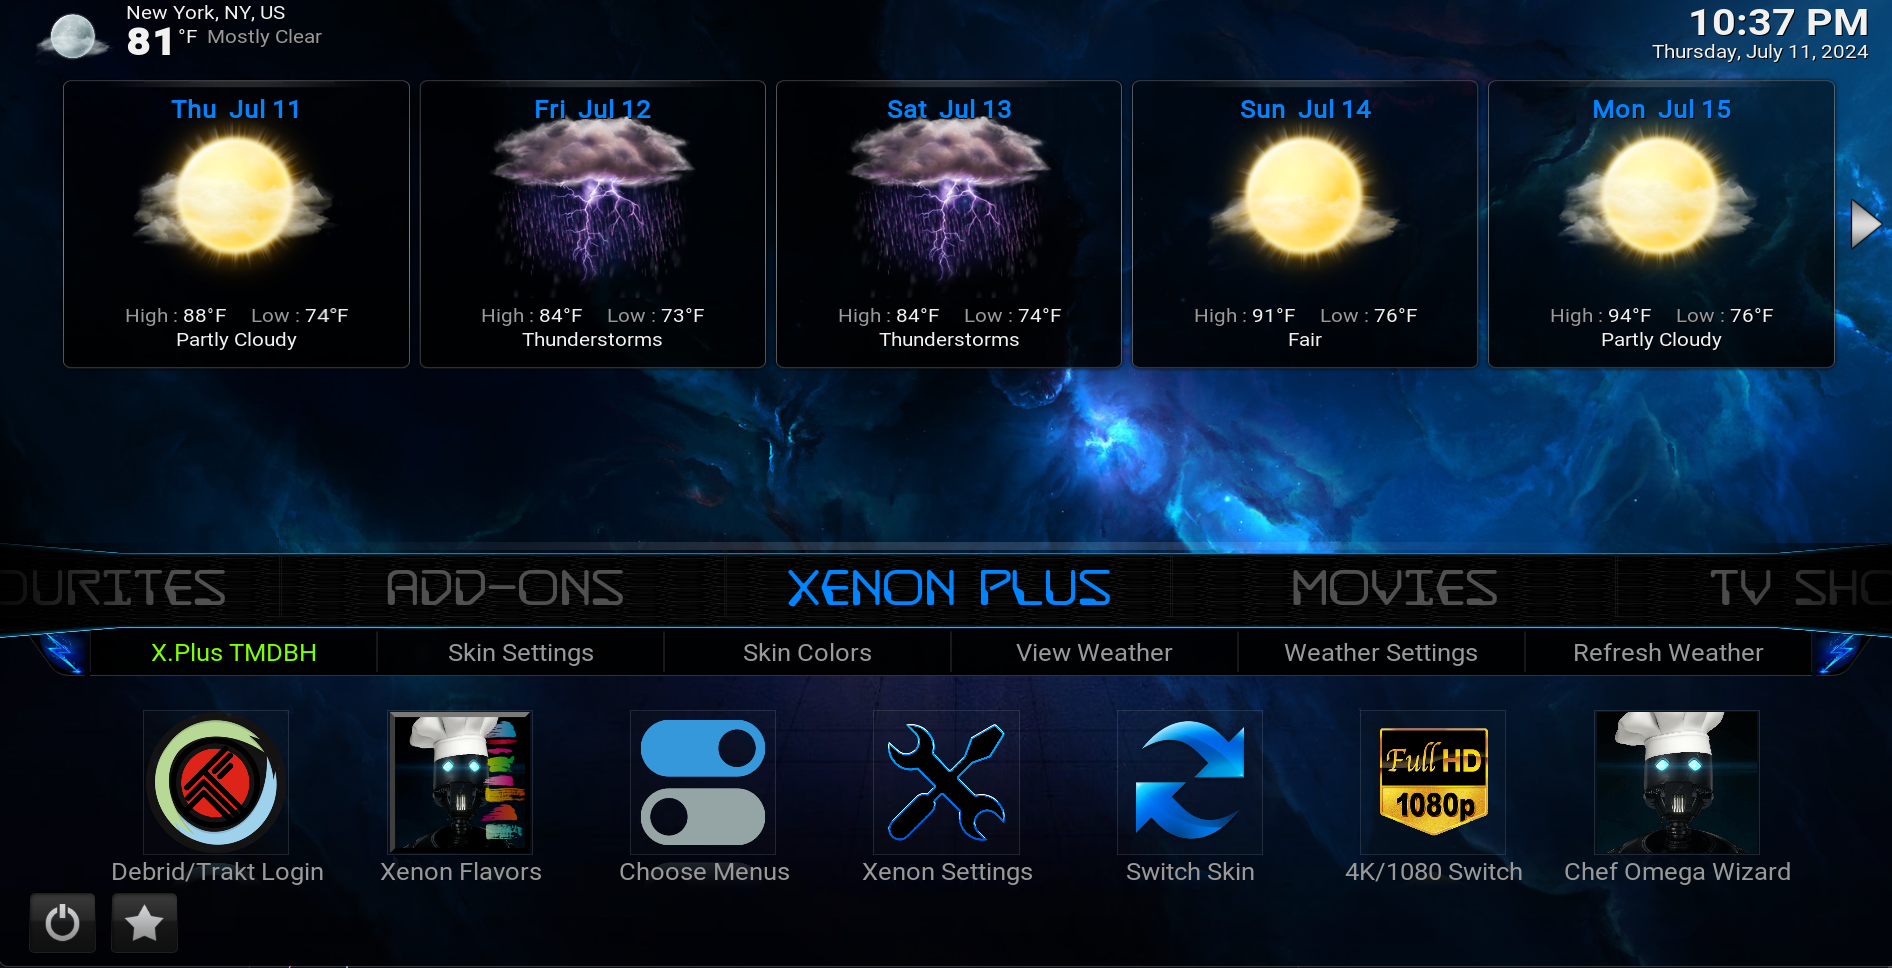 New York, NY, US
81°F Mostly Clear
10:37 PM
Thursday, July 11, 2024
Thu Jul 11
High : 88°F Low : 74°F
Partly Cloudy
Fri Jul 12
High : 84°F Low : 73°F
Thunderstorms
Sat Jul 13
High : 84°F Low : 74°F
Thunderstorms
Sun Jul 14
High : 91°F Low : 76°F
Fair
Mon Jul 15
High : 94°F Low : 76°F
Partly Cloudy
OURITES ADD-ONS XENON PLUS MOVIES TV SHO
X.Plus TMDBH Skin Settings Skin Colors View Weather Weather Settings Refresh Weather
Full HD
1080p
Debrid/Trakt Login Xenon Flavors Choose Menus Xenon Settings Switch Skin 4K/1080 Switch Chef Omega Wizard